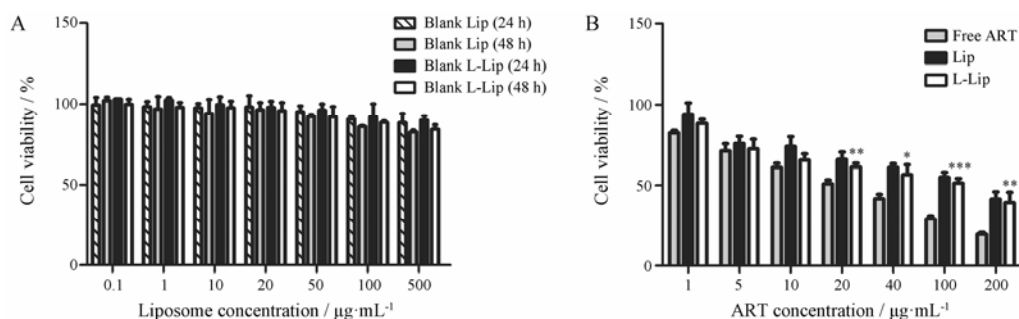 A
150
100
50
0
Cell viability / %
Blank Lip (24 h)
Blank Lip (48 h)
Blank L-Lip (24 h)
Blank L-Lip (48 h)
0.1 1 10 20 50 100 500
Liposome concentration / μg·mL⁻¹
B
150
100
50
0
Cell viability / %
Free ART
Lip
L-Lip
** * *** **
1 5 10 20 40 100 200
ART concentration / μg·mL⁻¹